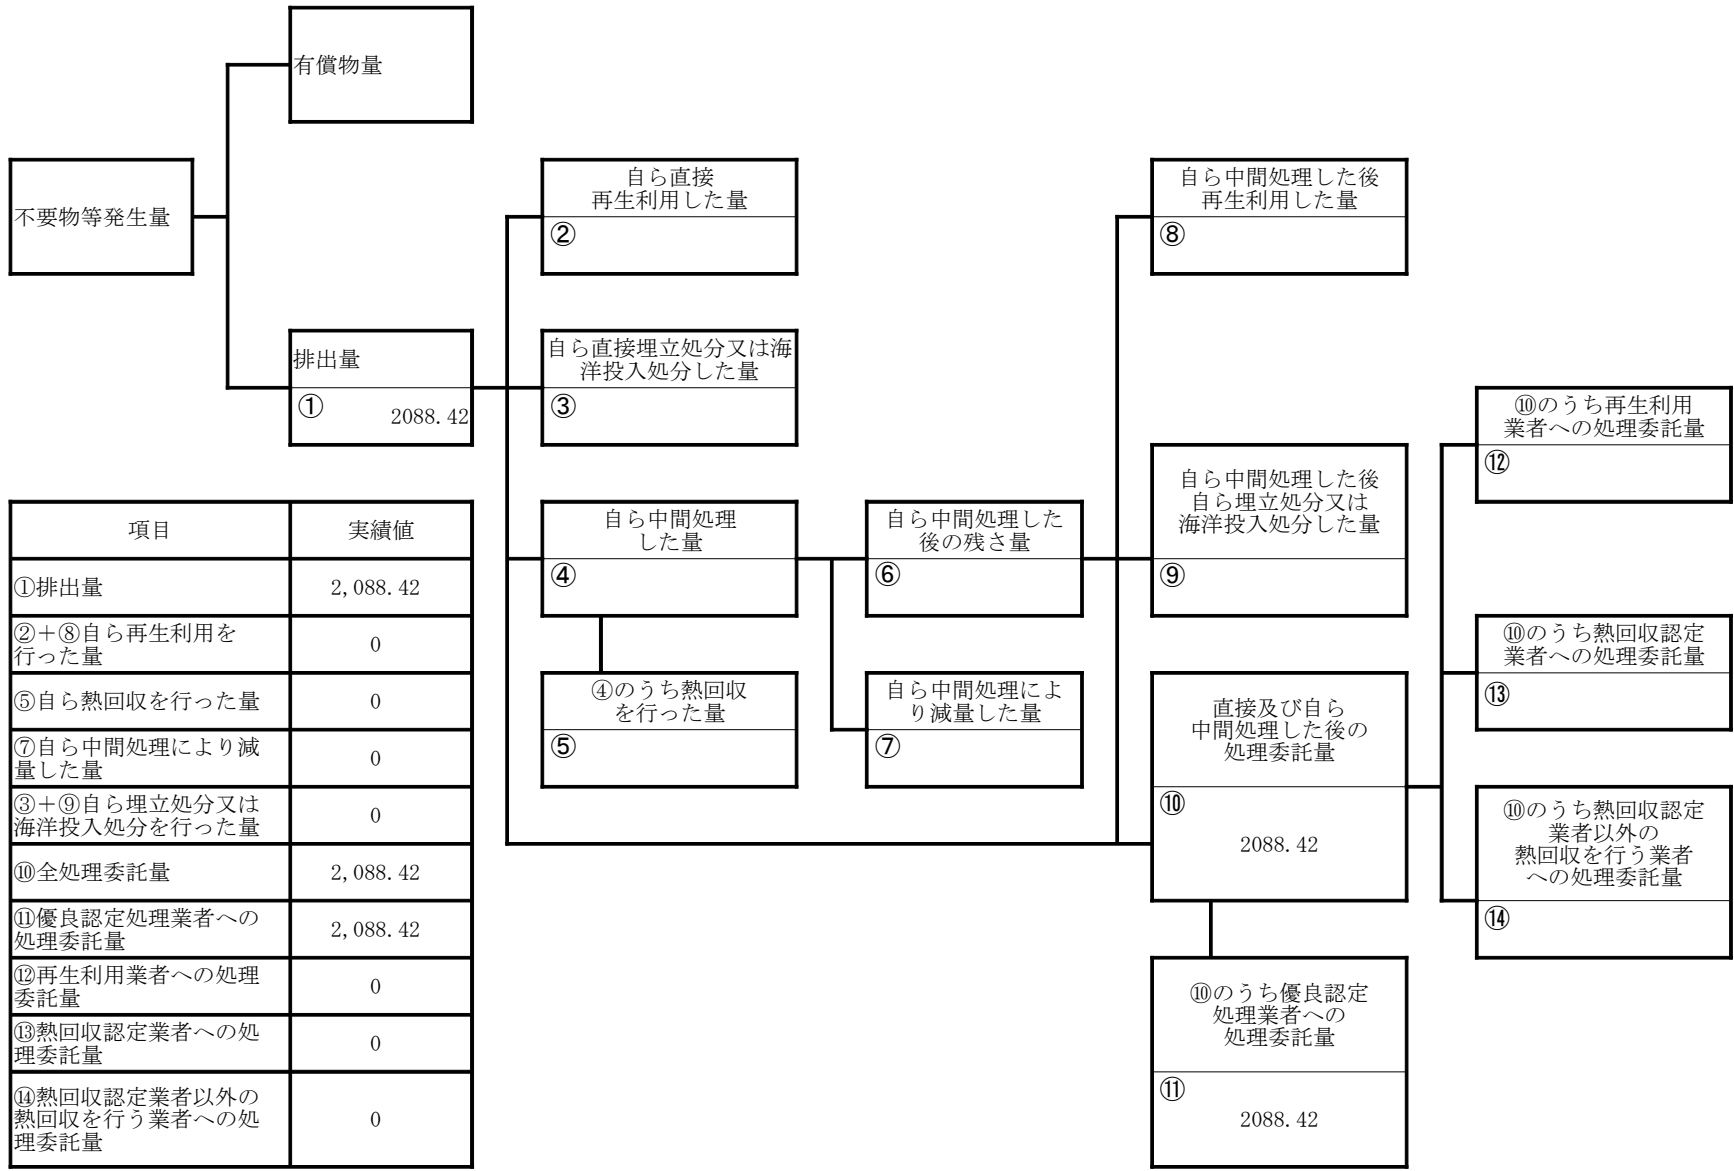 有償物量
不要物等発生量
自ら直接
再生利用した量
②
自ら中間処理した後
再生利用した量
⑧
排出量
① 2088.42
自ら直接埋立処分又は海
洋投入処分した量
③
⑩のうち再生利用
業者への処理委託量
⑫
自ら中間処理した後
自ら埋立処分又は
海洋投入処分した量
⑨
自ら中間処理
した量
④
自ら中間処理した
後の残さ量
⑥
⑩のうち熱回収認定
業者への処理委託量
⑬
④のうち熱回収
を行った量
⑤
自ら中間処理によ
り減量した量
⑦
直接及び自ら
中間処理した後の
処理委託量
⑩
2088.42
⑩のうち熱回収認定
業者以外の
熱回収を行う業者
への処理委託量
⑭
⑩のうち優良認定
処理業者への
処理委託量
⑪
2088.42
項目 実績値
①排出量 2,088.42
②+⑧自ら再生利用を
行った量 0
⑤自ら熱回収を行った量 0
⑦自ら中間処理により減
量した量 0
③+⑨自ら埋立処分又は
海洋投入処分を行った量 0
⑩全処理委託量 2,088.42
⑪優良認定処理業者への
処理委託量 2,088.42
⑫再生利用業者への処理
委託量 0
⑬熱回収認定業者への処
理委託量 0
⑭熱回収認定業者以外の
熱回収を行う業者への処
理委託量 0